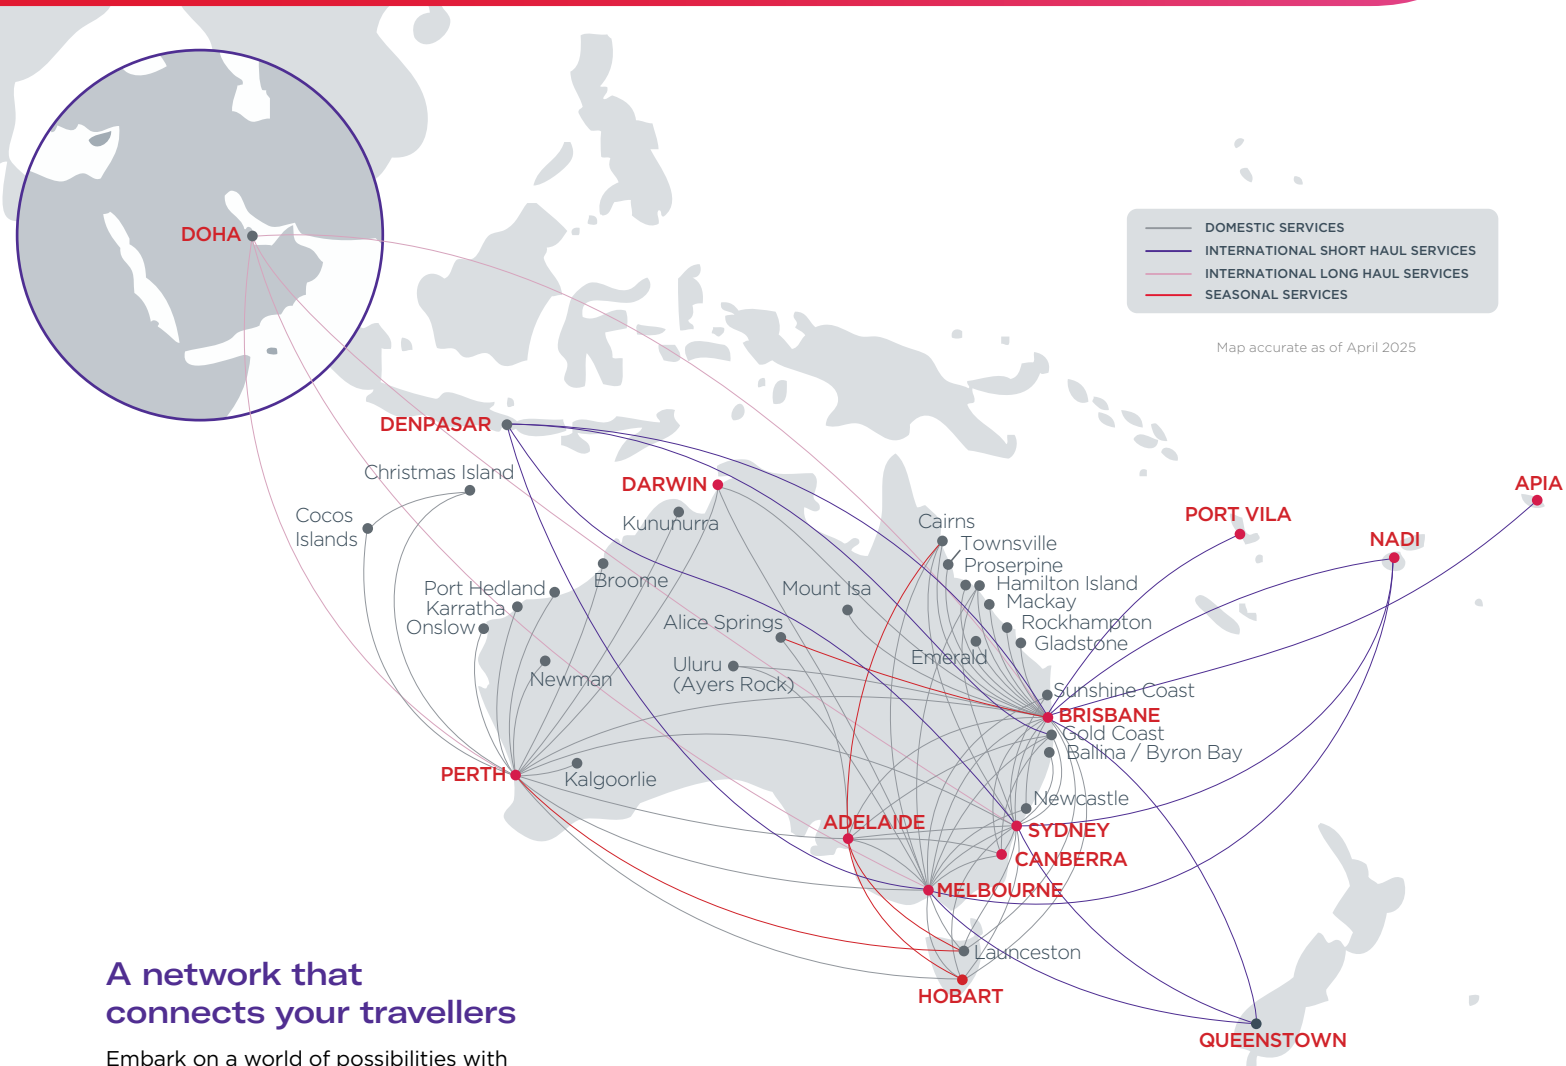 DOHA
DOMESTIC SERVICES
INTERNATIONAL SHORT HAUL SERVICES
INTERNATIONAL LONG HAUL SERVICES
SEASONAL SERVICES
Map accurate as of April 2025
DENPASAR
Christmas Island
Cocos
Islands
DARWIN
Kununurra
Broome
Port Hedland
Karratha
Onslow
Newman
Mount Isa
Alice Springs
Uluru
(Ayers Rock)
Cairns
Townsville
Proserpine
Hamilton Island
Mackay
Rockhampton
Gladstone
Emerald
Sunshine Coast
BRISBANE
Gold Coast
Ballina / Byron Bay
PORT VILA
NADI
APIA
PERTH
Kalgoorlie
Newcastle
ADELAIDE
SYDNEY
CANBERRA
MELBOURNE
Launceston
HOBART
QUEENSTOWN
A network that
connects your travellers
Embark on a world of possibilities with